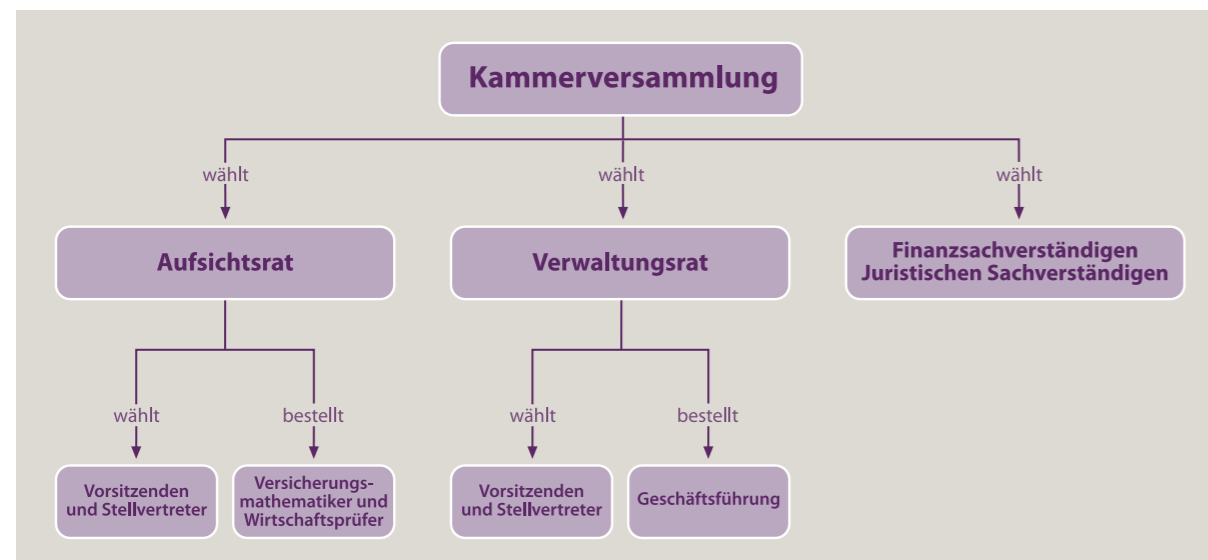 Kammerversammlung
wählt
wählt
wählt
Aufsichtsrat
Verwaltungsrat
Finanzsachverständigen
Juristischen Sachverständigen
wählt
bestellt
wählt
bestellt
Vorsitzenden
und Stellvertreter
Versicherungs-
mathematiker und
Wirtschaftsprüfer
Vorsitzenden
und Stellvertreter
Geschäftsführung